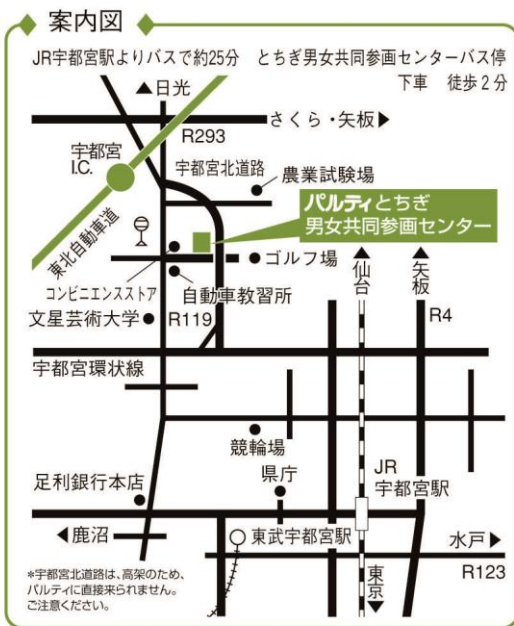 案内図
JR宇都宮駅よりバスで約25分 とちぎ男女共同参画センターバス停
下車 徒歩2分
▲日光
さくら・矢板▶
R293
宇都宮
I.C.
宇都宮北道路
農業試験場
東北自動車道
パルティとちぎ
男女共同参画センター
ゴルフ場
▲仙台
▲矢板
コンビニエンスストア
自動車教習所
文星芸術大学
R119
R4
宇都宮環状線
競輪場
足利銀行本店
県庁
JR
宇都宮駅
◀鹿沼
東武宇都宮駅
水戸▶
R123
東京▼
*宇都宮北道路は、高架のため、
パルティに直接来られません。
ご注意ください。